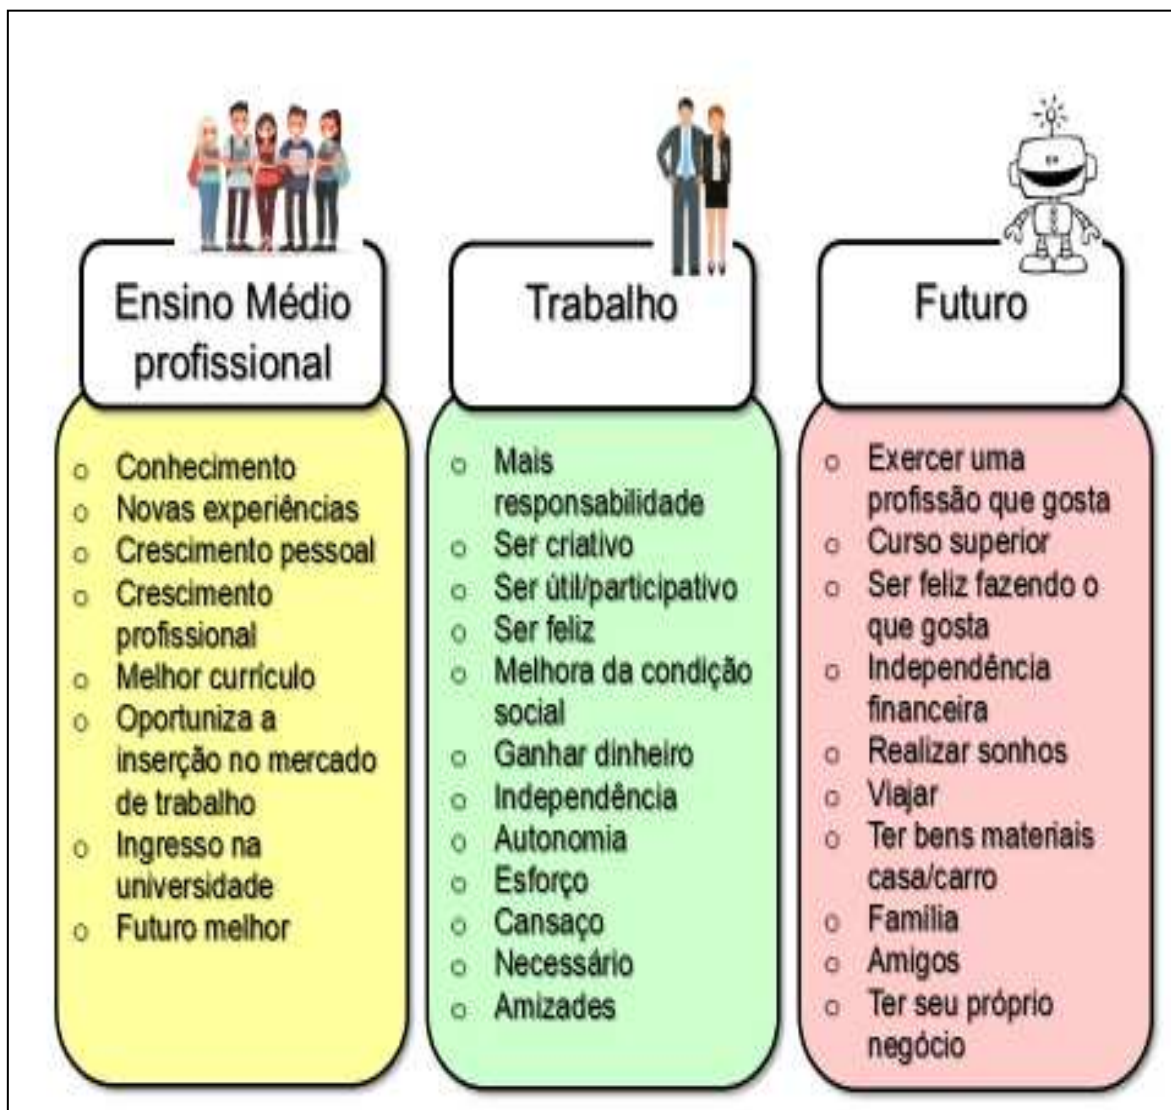 Ensino Médio
profissional
o Conhecimento
o Novas experiências
o Crescimento pessoal
o Crescimento
profissional
o Melhor currículo
o Oportuniza a
inserção no mercado
de trabalho
o Ingresso na
universidade
o Futuro melhor
Trabalho
o Mais
responsabilidade
o Ser criativo
o Ser útil/participativo
o Ser feliz
o Melhora da condição
social
o Ganhar dinheiro
o Independência
o Autonomia
o Esforço
o Cansaço
o Necessário
o Amizades
Futuro
o Exercer uma
profissão que gosta
o Curso superior
o Ser feliz fazendo o
que gosta
o Independência
financeira
o Realizar sonhos
o Viajar
o Ter bens materiais
casa/carro
o Família
o Amigos
o Ter seu próprio
negócio